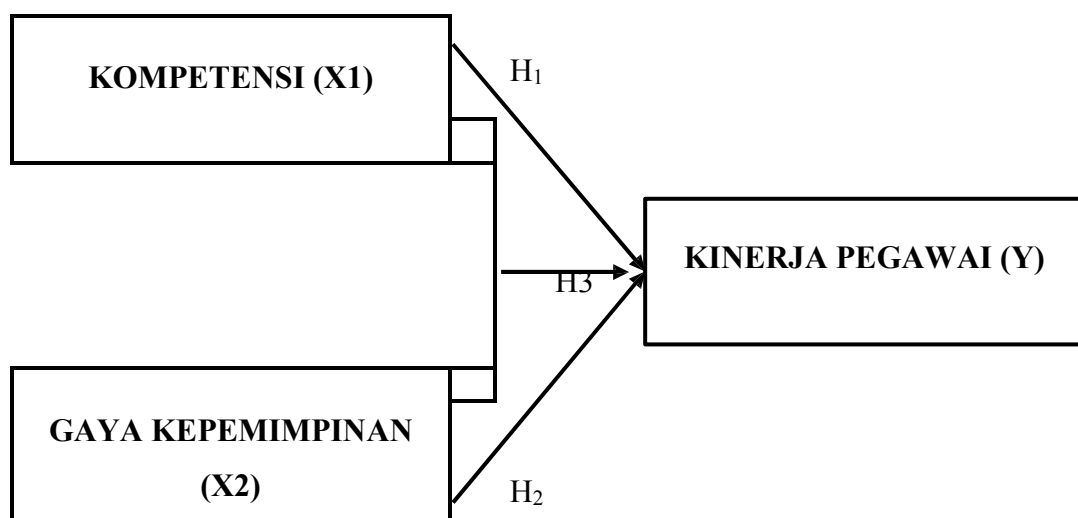 KOMPETENSI (X1)
H₁
KINERJA PEGAWAI (Y)
H3
GAYA KEPEMIMPINAN
(X2)
H₂